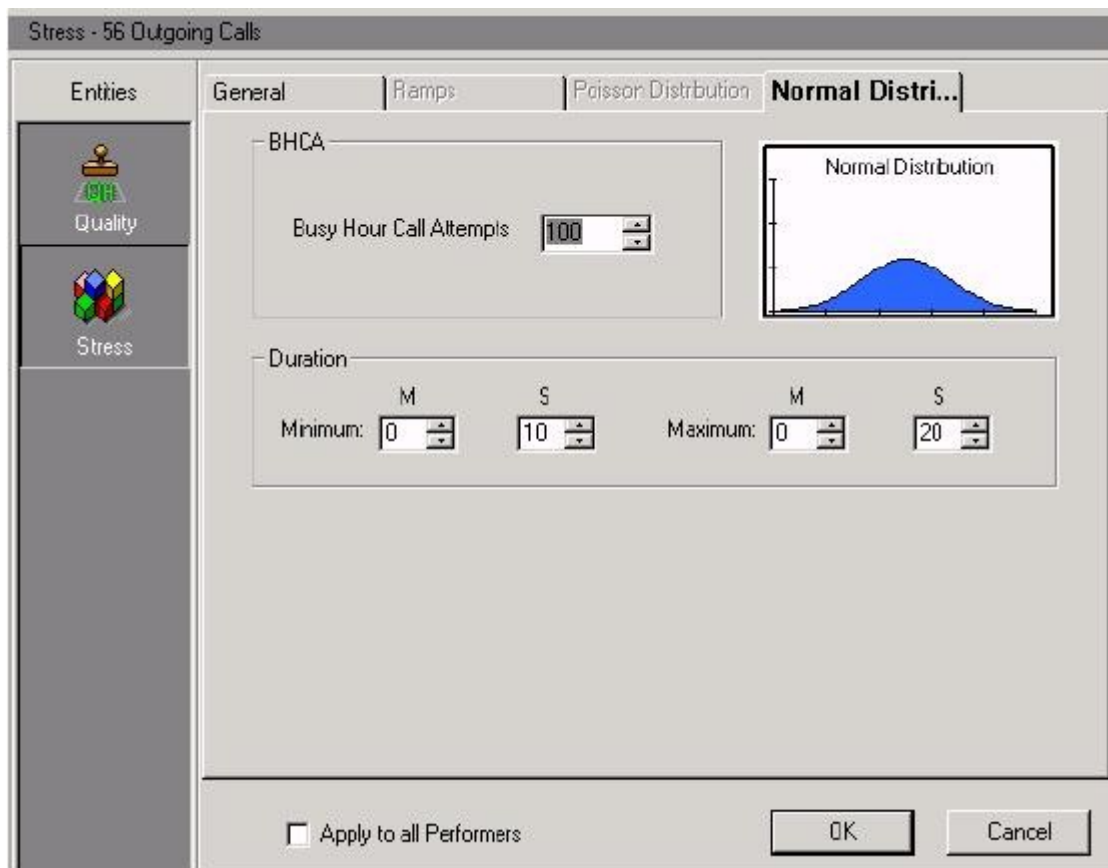 Stress - 56 Outgoing Calls
Entities
Quality
Stress
General
Ramps
Poisson Distribution
Normal Distri...
BHCA
Busy Hour Call Attempts
100
Normal Distribution
Duration
M S M S
Minimum: 0 10 Maximum: 0 20
Apply to all Performers
OK
Cancel